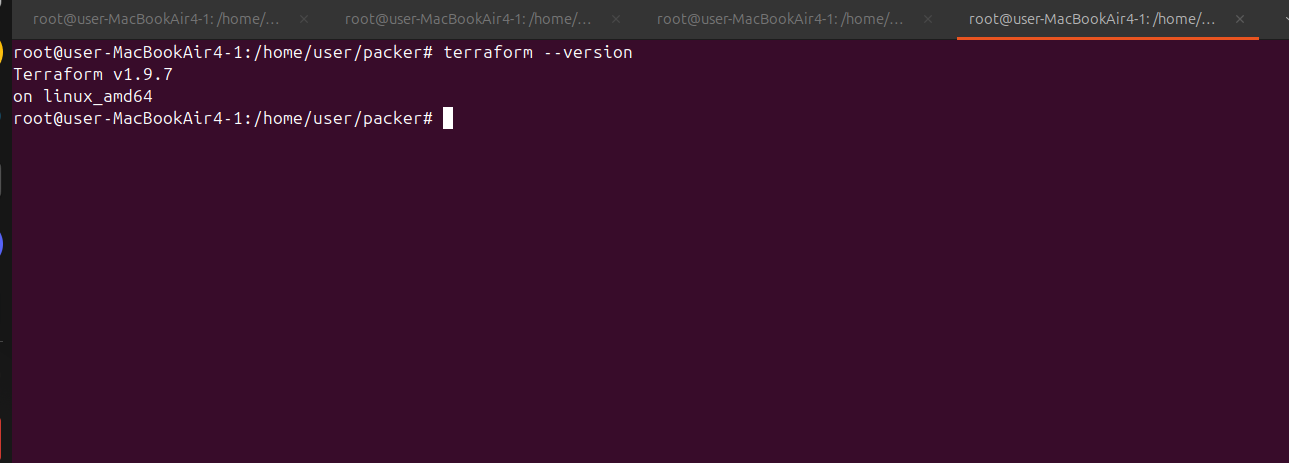 root@user-MacBookAir4-1: /home/... × root@user-MacBookAir4-1: /home/... × root@user-MacBookAir4-1: /home/... × root@user-MacBookAir4-1: /home/... ×
root@user-MacBookAir4-1:/home/user/packer# terraform --version
Terraform v1.9.7
on linux_amd64
root@user-MacBookAir4-1:/home/user/packer#